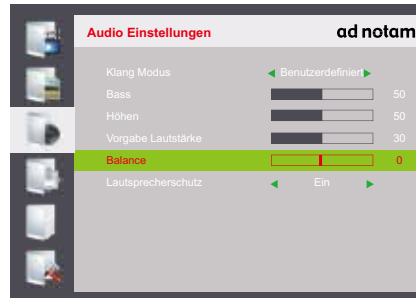 Audio Einstellungen
ad notam
Klang Modus Benutzerdefiniert
Bass 50
Höhen 50
Vorgabe Lautstärke 30
Balance 0
Lautsprecherschutz Ein